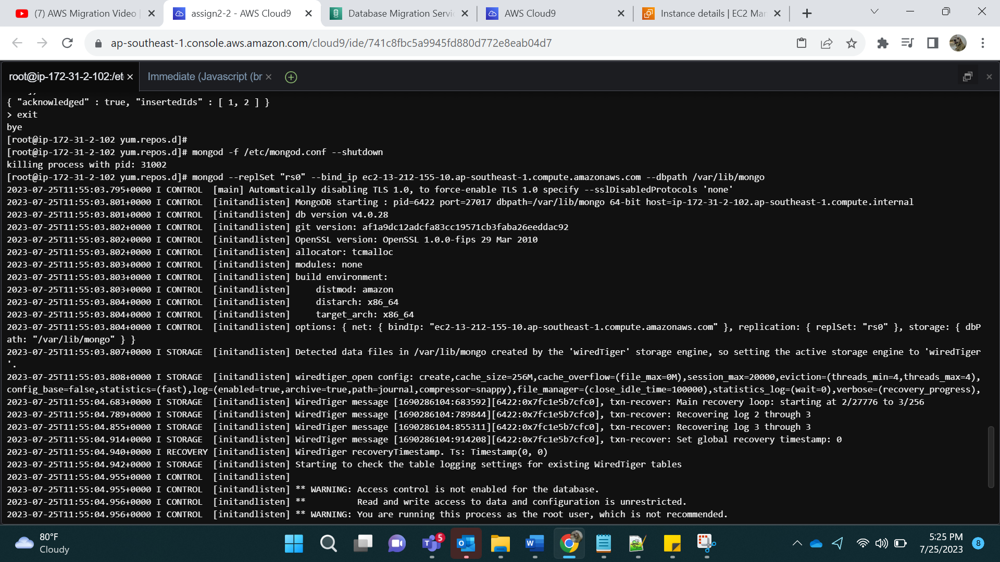 (7) AWS Migration Video
assign2-2 - AWS Cloud9
Database Migration Servi
AWS Cloud9
Instance details | EC2 Man
ap-southeast-1.console.aws.amazon.com/cloud9/ide/741c8fbc5a9945fd880d772e8eab04d7
root@ip-172-31-2-102:/et
Immediate (Javascript (br
{ "acknowledged" : true, "insertedIds" : [ 1, 2 ] }
> exit
bye
[root@ip-172-31-2-102 yum.repos.d]#
[root@ip-172-31-2-102 yum.repos.d]# mongod -f /etc/mongod.conf --shutdown
killing process with pid: 31002
[root@ip-172-31-2-102 yum.repos.d]# mongod --replSet "rs0" --bind_ip ec2-13-212-155-10.ap-southeast-1.compute.amazonaws.com --dbpath /var/lib/mongo
2023-07-25T11:55:03.795+0000 I CONTROL  [main] Automatically disabling TLS 1.0, to force-enable TLS 1.0 specify --sslDisabledProtocols 'none'
2023-07-25T11:55:03.801+0000 I CONTROL  [initandlisten] MongoDB starting : pid=6422 port=27017 dbpath=/var/lib/mongo 64-bit host=ip-172-31-2-102.ap-southeast-1.compute.internal
2023-07-25T11:55:03.801+0000 I CONTROL  [initandlisten] db version v4.0.28
2023-07-25T11:55:03.802+0000 I CONTROL  [initandlisten] git version: af1a9dc12adcfa83cc19571cb3faba26eeddac92
2023-07-25T11:55:03.802+0000 I CONTROL  [initandlisten] OpenSSL version: OpenSSL 1.0.0-fips 29 Mar 2010
2023-07-25T11:55:03.802+0000 I CONTROL  [initandlisten] allocator: tcmalloc
2023-07-25T11:55:03.803+0000 I CONTROL  [initandlisten] modules: none
2023-07-25T11:55:03.803+0000 I CONTROL  [initandlisten] build environment:
2023-07-25T11:55:03.803+0000 I CONTROL  [initandlisten]     distmod: amazon
2023-07-25T11:55:03.804+0000 I CONTROL  [initandlisten]     distarch: x86_64
2023-07-25T11:55:03.804+0000 I CONTROL  [initandlisten]     target_arch: x86_64
2023-07-25T11:55:03.804+0000 I CONTROL  [initandlisten] options: { net: { bindIp: "ec2-13-212-155-10.ap-southeast-1.compute.amazonaws.com" }, replication: { replSet: "rs0" }, storage: { dbP
ath: "/var/lib/mongo" } }
2023-07-25T11:55:03.807+0000 I STORAGE  [initandlisten] Detected data files in /var/lib/mongo created by the 'wiredTiger' storage engine, so setting the active storage engine to 'wiredTiger
'.
2023-07-25T11:55:03.808+0000 I STORAGE  [initandlisten] wiredtiger_open config: create,cache_size=256M,cache_overflow=(file_max=0M),session_max=20000,eviction=(threads_min=4,threads_max=4),
config_base=false,statistics=(fast),log=(enabled=true,archive=true,path=journal,compressor=snappy),file_manager=(close_idle_time=100000),statistics_log=(wait=0),verbose=(recovery_progress),
2023-07-25T11:55:04.683+0000 I STORAGE  [initandlisten] WiredTiger message [1690286104:683592][6422:0x7fc1e5b7cfc0], txn-recover: Main recovery loop: starting at 2/27776 to 3/256
2023-07-25T11:55:04.789+0000 I STORAGE  [initandlisten] WiredTiger message [1690286104:789844][6422:0x7fc1e5b7cfc0], txn-recover: Recovering log 2 through 3
2023-07-25T11:55:04.855+0000 I STORAGE  [initandlisten] WiredTiger message [1690286104:855311][6422:0x7fc1e5b7cfc0], txn-recover: Recovering log 3 through 3
2023-07-25T11:55:04.914+0000 I STORAGE  [initandlisten] WiredTiger message [1690286104:914208][6422:0x7fc1e5b7cfc0], txn-recover: Set global recovery timestamp: 0
2023-07-25T11:55:04.940+0000 I RECOVERY [initandlisten] WiredTiger recoveryTimestamp. Ts: Timestamp(0, 0)
2023-07-25T11:55:04.942+0000 I STORAGE  [initandlisten] Starting to check the table logging settings for existing WiredTiger tables
2023-07-25T11:55:04.955+0000 I CONTROL  [initandlisten]
2023-07-25T11:55:04.955+0000 I CONTROL  [initandlisten] ** WARNING: Access control is not enabled for the database.
2023-07-25T11:55:04.956+0000 I CONTROL  [initandlisten] **          Read and write access to data and configuration is unrestricted.
2023-07-25T11:55:04.956+0000 I CONTROL  [initandlisten] ** WARNING: You are running this process as the root user, which is not recommended.
80°F
Cloudy
5
5:25 PM
7/25/2023
8